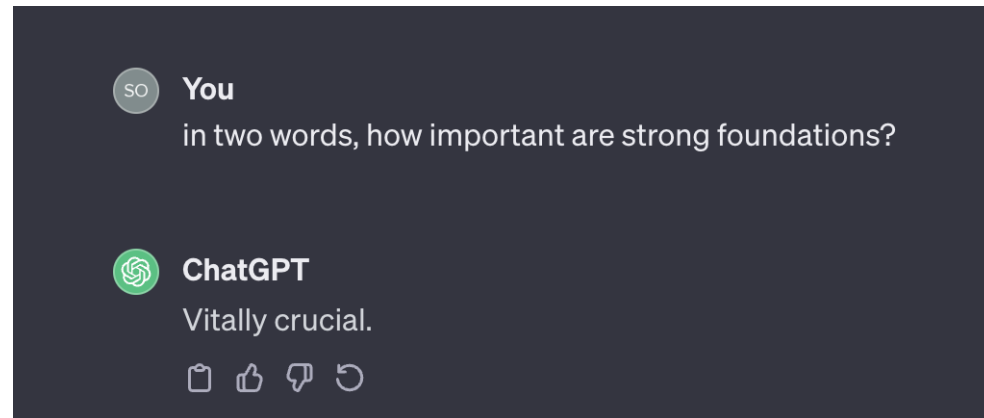 SO
You
in two words, how important are strong foundations?
ChatGPT
Vitally crucial.